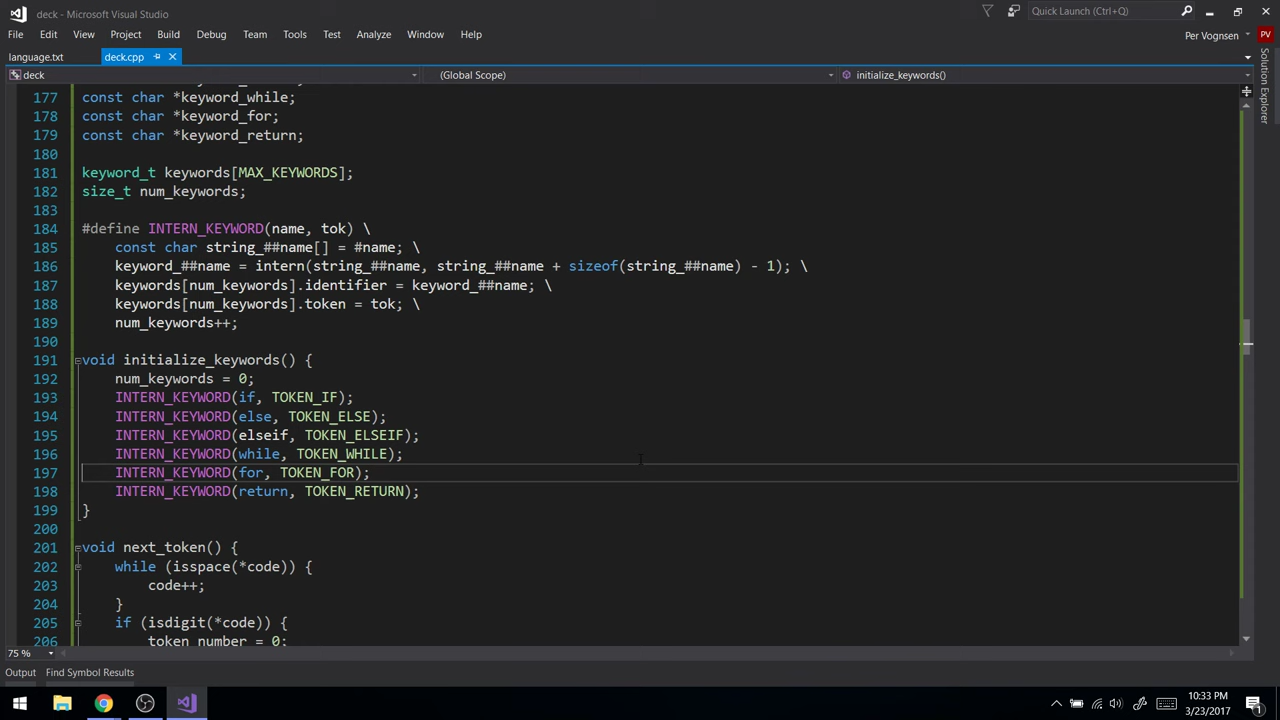 deck - Microsoft Visual Studio
Quick Launch (Ctrl+Q)
File Edit View Project Build Debug Team Tools Test Analyze Window Help
Per Vognsen PV
language.txt deck.cpp
deck (Global Scope) initialize_keywords()
Solution Explorer
177 const char *keyword_while;
178 const char *keyword_for;
179 const char *keyword_return;
180
181 keyword_t keywords[MAX_KEYWORDS];
182 size_t num_keywords;
183
184 #define INTERN_KEYWORD(name, tok) \
185 const char string_##name[] = #name; \
186 keyword_##name = intern(string_##name, string_##name + sizeof(string_##name) - 1); \
187 keywords[num_keywords].identifier = keyword_##name; \
188 keywords[num_keywords].token = tok; \
189 num_keywords++;
190
191 void initialize_keywords() {
192 num_keywords = 0;
193 INTERN_KEYWORD(if, TOKEN_IF);
194 INTERN_KEYWORD(else, TOKEN_ELSE);
195 INTERN_KEYWORD(elseif, TOKEN_ELSEIF);
196 INTERN_KEYWORD(while, TOKEN_WHILE);
197 INTERN_KEYWORD(for, TOKEN_FOR);
198 INTERN_KEYWORD(return, TOKEN_RETURN);
199 }
200
201 void next_token() {
202 while (isspace(*code)) {
203 code++;
204 }
205 if (isdigit(*code)) {
206 token_number = 0;
75 %
Output Find Symbol Results
10:33 PM
3/23/2017
1